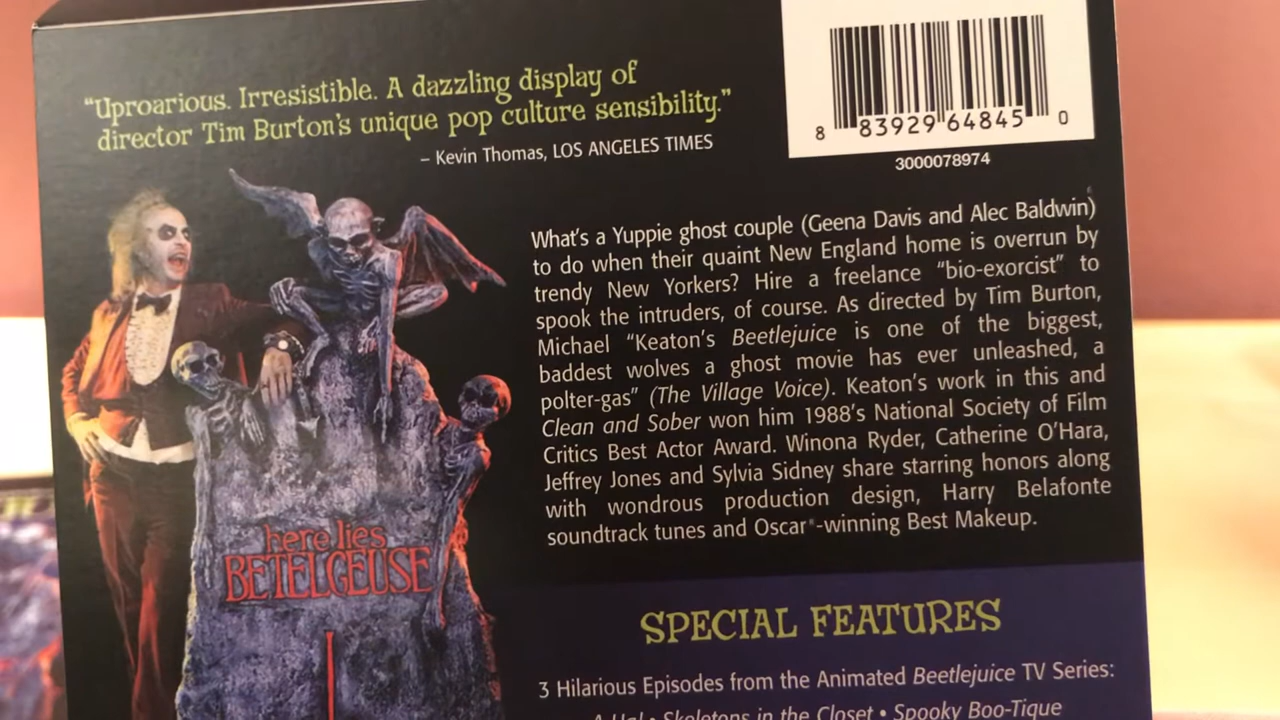 “Uproarious. Irresistible. A dazzling display of
director Tim Burton’s unique pop culture sensibility.”
– Kevin Thomas, LOS ANGELES TIMES
8 83929 64845 0
3000078974
What’s a Yuppie ghost couple (Geena Davis and Alec Baldwin)
to do when their quaint New England home is overrun by
trendy New Yorkers? Hire a freelance “bio-exorcist” to
spook the intruders, of course. As directed by Tim Burton,
Michael “Keaton’s Beetlejuice is one of the biggest,
baddest wolves a ghost movie has ever unleashed, a
polter-gas” (The Village Voice). Keaton’s work in this and
Clean and Sober won him 1988’s National Society of Film
Critics Best Actor Award. Winona Ryder, Catherine O’Hara,
Jeffrey Jones and Sylvia Sidney share starring honors along
with wondrous production design, Harry Belafonte
soundtrack tunes and Oscar®-winning Best Makeup.
here lies
BETELGEUSE
SPECIAL FEATURES
3 Hilarious Episodes from the Animated Beetlejuice TV Series:
A-Ha! • Skeletons in the Closet • Spooky Boo-Tique